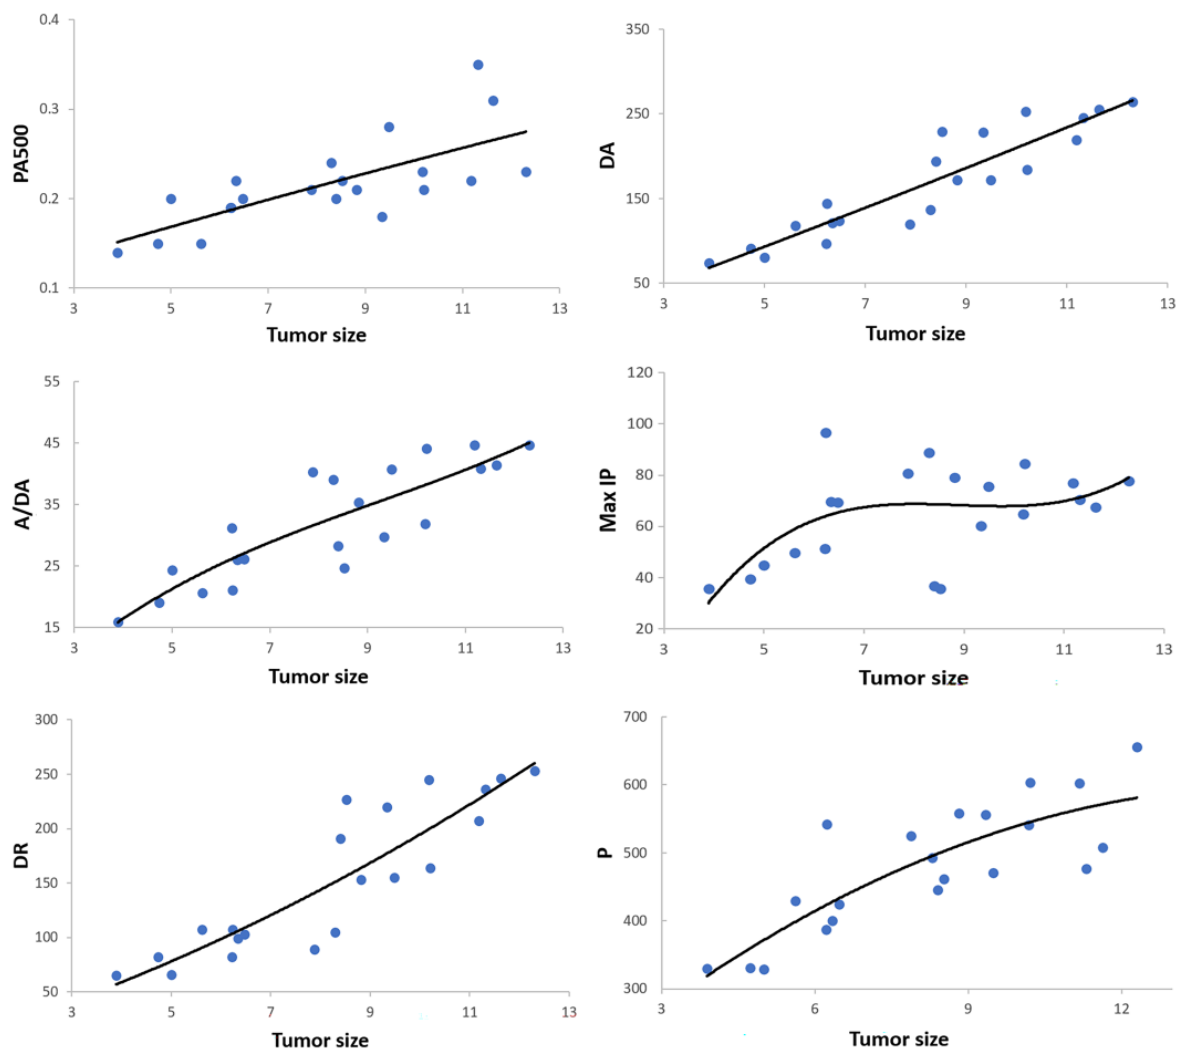 0.4
0.3
0.2
0.1
PA500
3 5 7 9 11 13
Tumor size
350
250
150
50
DA
3 5 7 9 11 13
Tumor size
55
45
35
25
15
A/DA
3 5 7 9 11 13
Tumor size
120
100
80
60
40
20
Max IP
3 5 7 9 11 13
Tumor size
300
250
200
150
100
50
DR
3 5 7 9 11 13
Tumor size
700
600
500
400
300
P
3 6 9 12
Tumor size